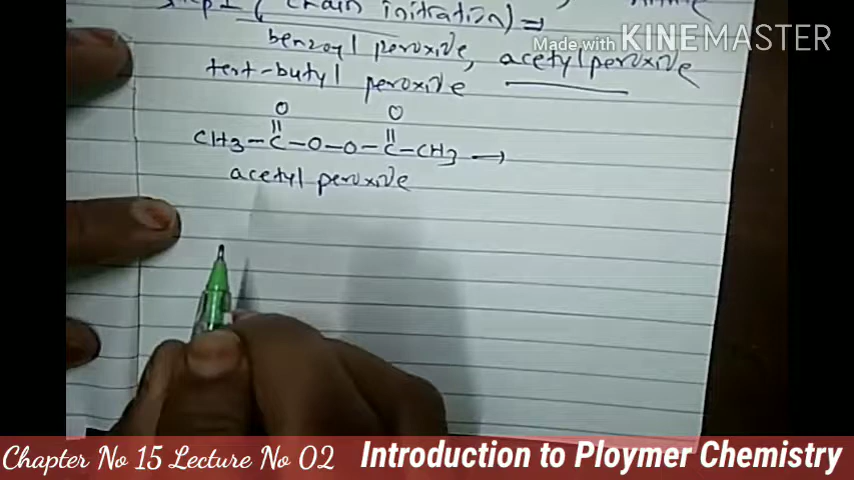 (chain initiation) ⇒
benzoyl peroxide, acetyl peroxide
tert-butyl peroxide
O O
CH3-C-O-O-C-CH3 →
acetyl peroxide
Made with KINEMASTER
Chapter No 15 Lecture No 02 Introduction to Ploymer Chemistry